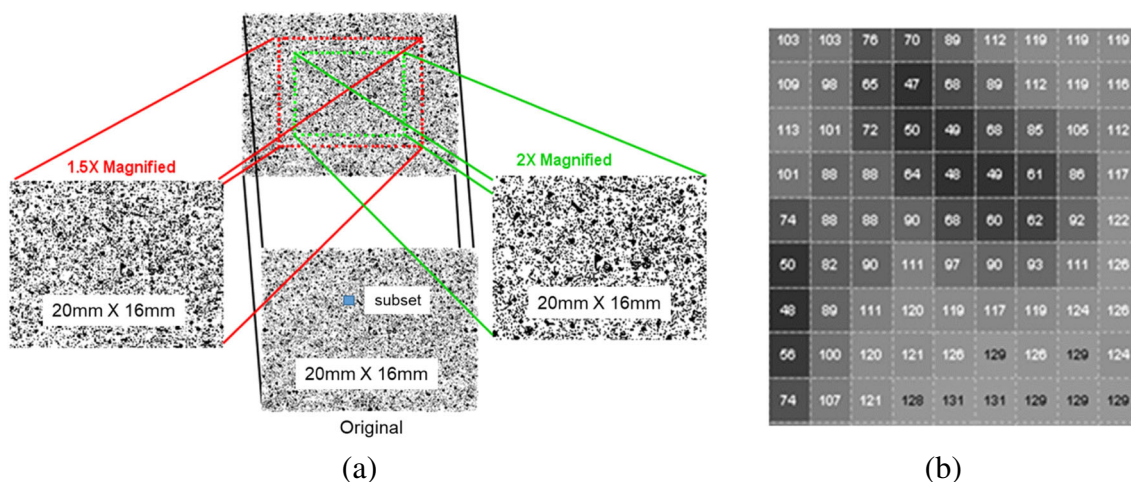 1.5X Magnified
2X Magnified
20mm X 16mm
20mm X 16mm
subset
20mm X 16mm
Original
(a)
103 103 76 70 89 112 119 119 119
109 98 65 47 68 89 112 119 116
113 101 72 50 49 68 85 105 112
101 88 88 64 48 49 61 86 117
74 88 88 90 68 60 62 92 122
50 82 90 111 97 90 93 111 126
48 89 111 120 119 117 119 124 126
56 100 120 121 126 129 126 129 124
74 107 121 128 131 131 129 129 129
(b)